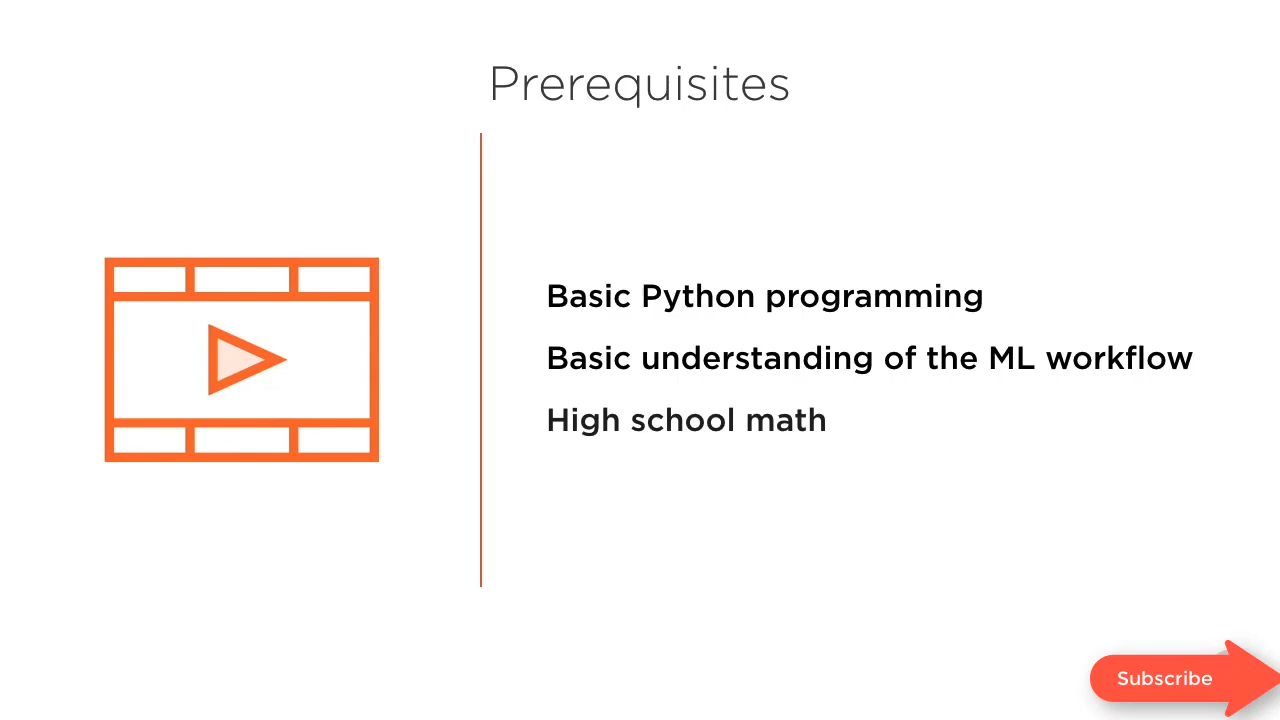 Prerequisites
Basic Python programming
Basic understanding of the ML workflow
High school math
Subscribe